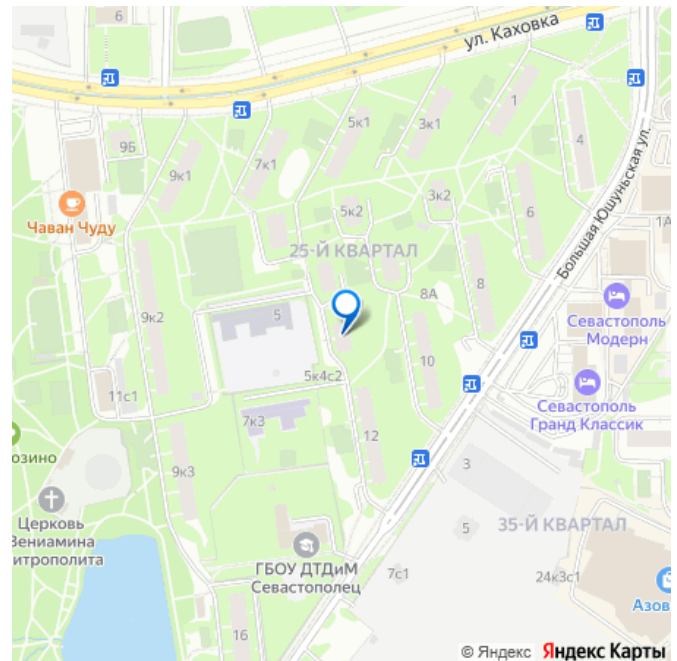 6
ул. Каховка
5к1
3к1
1
9Б
7к1
9к1
4
Большая Юшуньская ул.
Чаван Чуду
5к2
3к2
6
1А
25-Й КВАРТАЛ
8
8А
9к2
5
Севастополь
Модерн
10
5к4с2
11с1
7к3
12
Севастополь
Гранд Классик
озино
9к3
3
Церковь
Вениамина
итрополита
5
35-Й КВАРТАЛ
ГБОУ ДТДиМ
Севастополец
7с1
24к3с1
Азов
16
© Яндекс Яндекс Карты